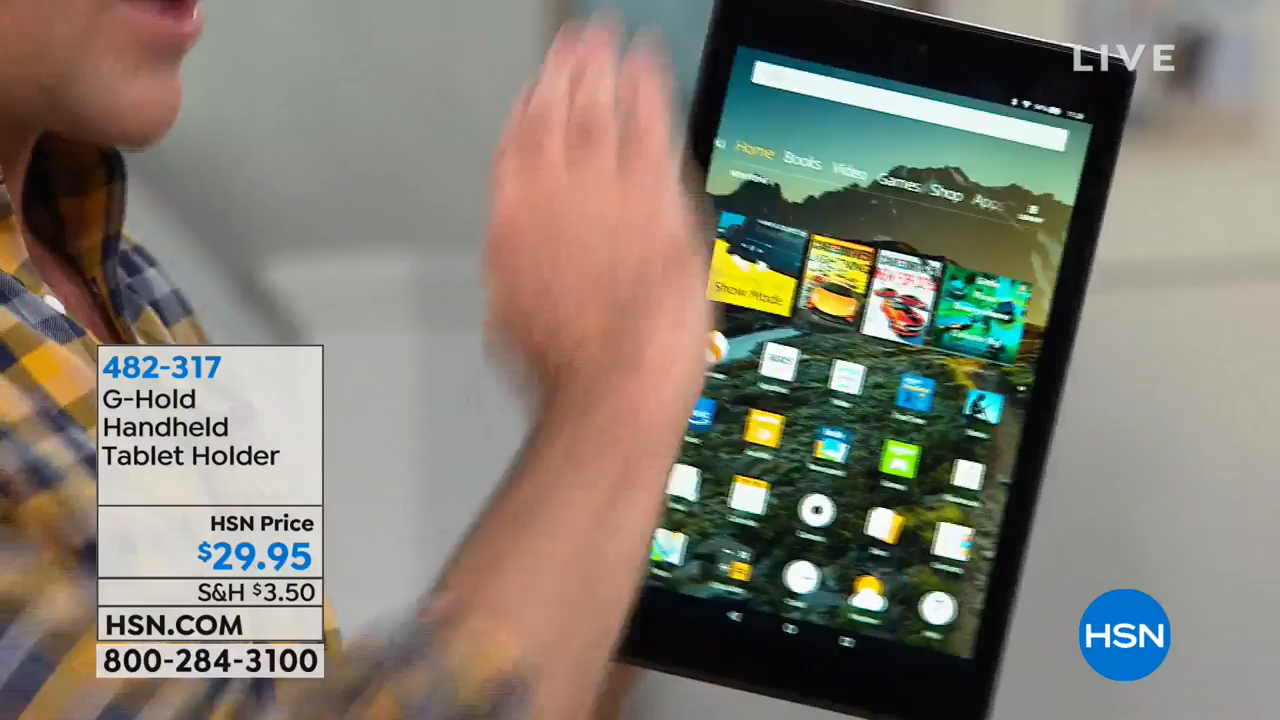 LIVE
Home Books Video Games Shop Apps
Show Mode
482-317
G-Hold
Handheld
Tablet Holder
HSN Price
$29.95
S&H $3.50
HSN.COM
800-284-3100
HSN